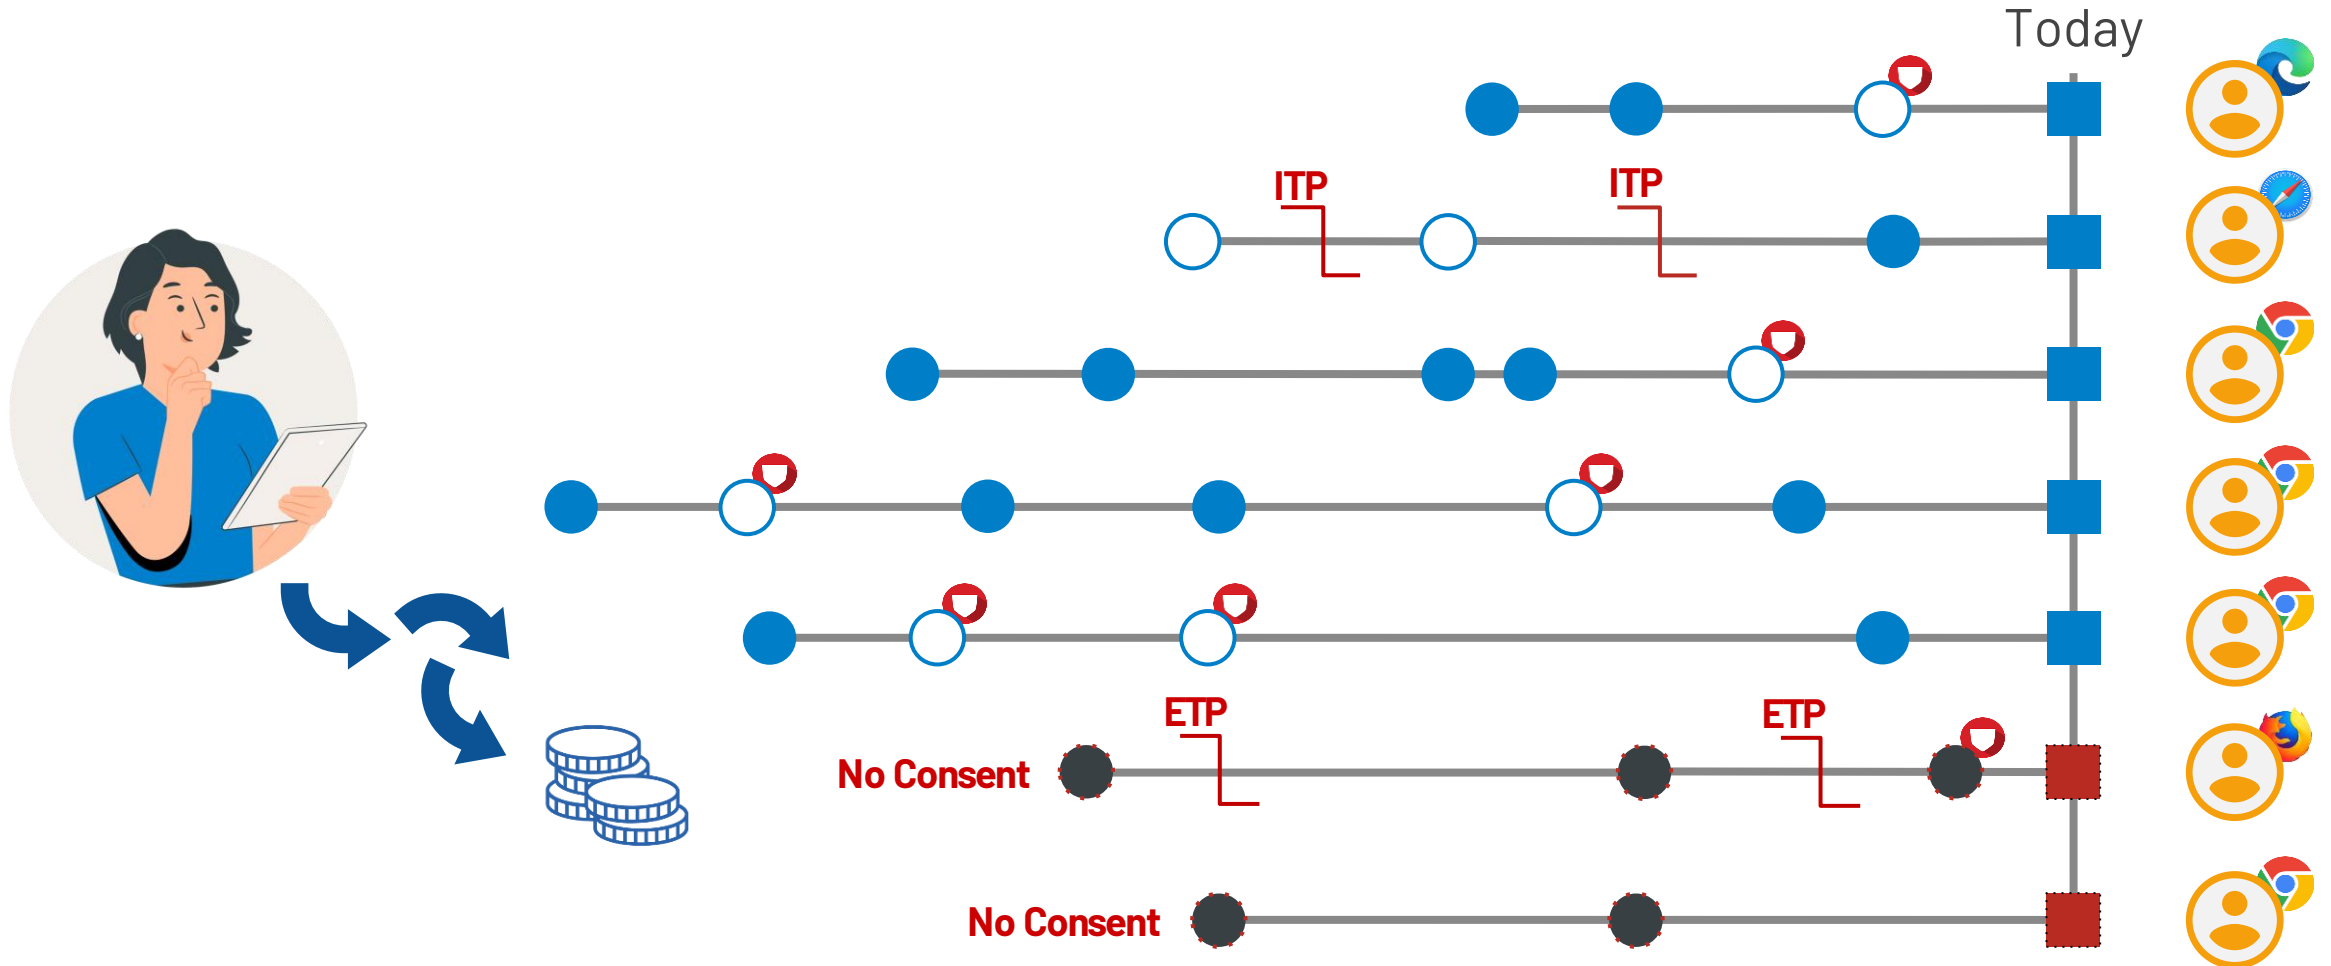 Today
ITP
ITP
ETP
ETP
No Consent
No Consent